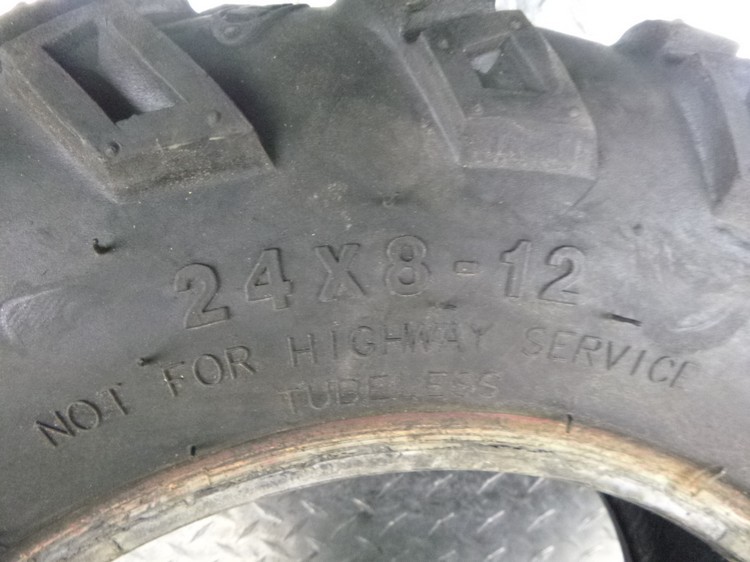 24X8-12
NOT FOR HIGHWAY SERVICE
TUBELESS